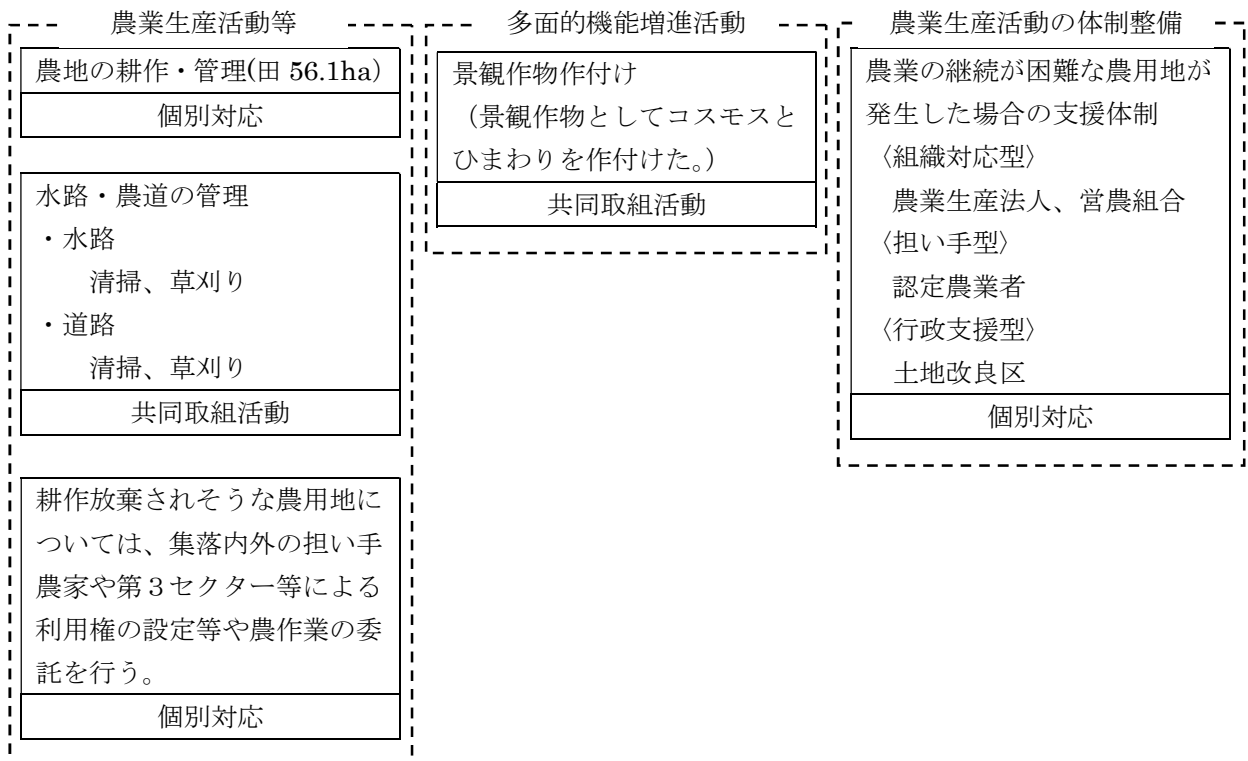 農業生産活動等
農地の耕作・管理(田 56.1ha)
個別対応
水路・農道の管理
・水路
清掃、草刈り
・道路
清掃、草刈り
共同取組活動
耕作放棄されそうな農用地に
ついては、集落内外の担い手
農家や第３セクター等による
利用権の設定等や農作業の委
託を行う。
個別対応
多面的機能増進活動
景観作物作付け
（景観作物としてコスモスと
ひまわりを作付けた。）
共同取組活動
農業生産活動の体制整備
農業の継続が困難な農用地が
発生した場合の支援体制
〈組織対応型〉
農業生産法人、営農組合
〈担い手型〉
認定農業者
〈行政支援型〉
土地改良区
個別対応